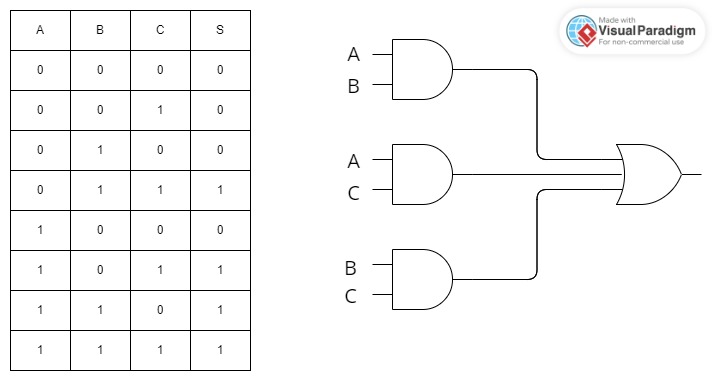 A B C S
0 0 0 0
0 0 1 0
0 1 0 0
0 1 1 1
1 0 0 0
1 0 1 1
1 1 0 1
1 1 1 1
A
B
A
C
B
C
Made with
VisualParadigm
For non-commercial use